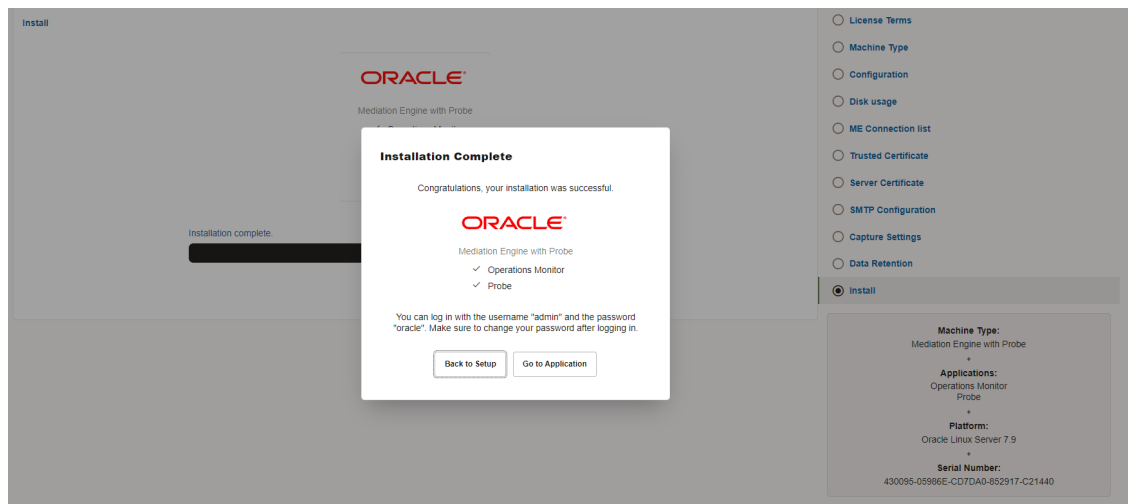 Install
ORACLE®
Mediation Engine with Probe
Installation complete.
Installation Complete
Congratulations, your installation was successful.
ORACLE®
Mediation Engine with Probe
✓ Operations Monitor
✓ Probe
You can log in with the username "admin" and the password
"oracle". Make sure to change your password after logging in.
Back to Setup
Go to Application
License Terms
Machine Type
Configuration
Disk usage
ME Connection list
Trusted Certificate
Server Certificate
SMTP Configuration
Capture Settings
Data Retention
Install
Machine Type:
Mediation Engine with Probe
+
Applications:
Operations Monitor
Probe
+
Platform:
Oracle Linux Server 7.9
+
Serial Number:
430095-05986E-CD7DA0-852917-C21440